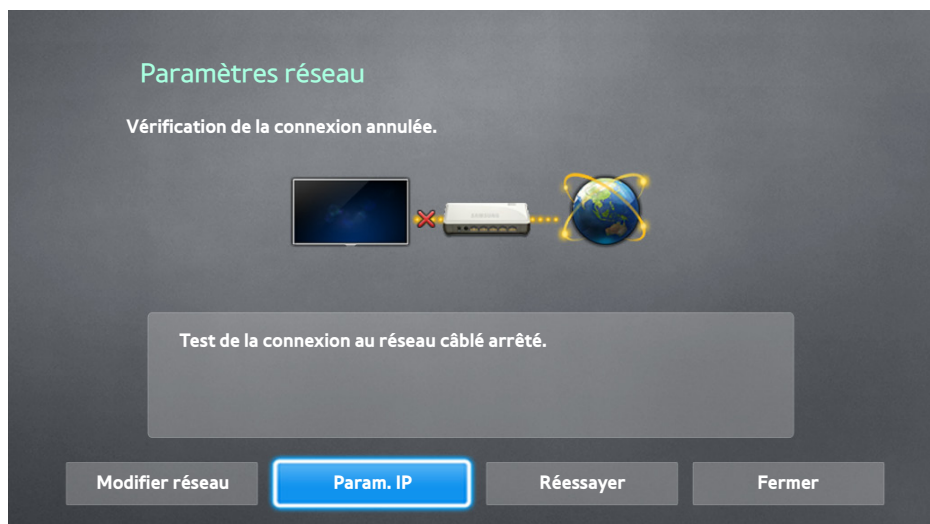 Paramètres réseau
Vérification de la connexion annulée.
SAMSUNG
Test de la connexion au réseau câblé arrêté.
Modifier réseau
Param. IP
Réessayer
Fermer